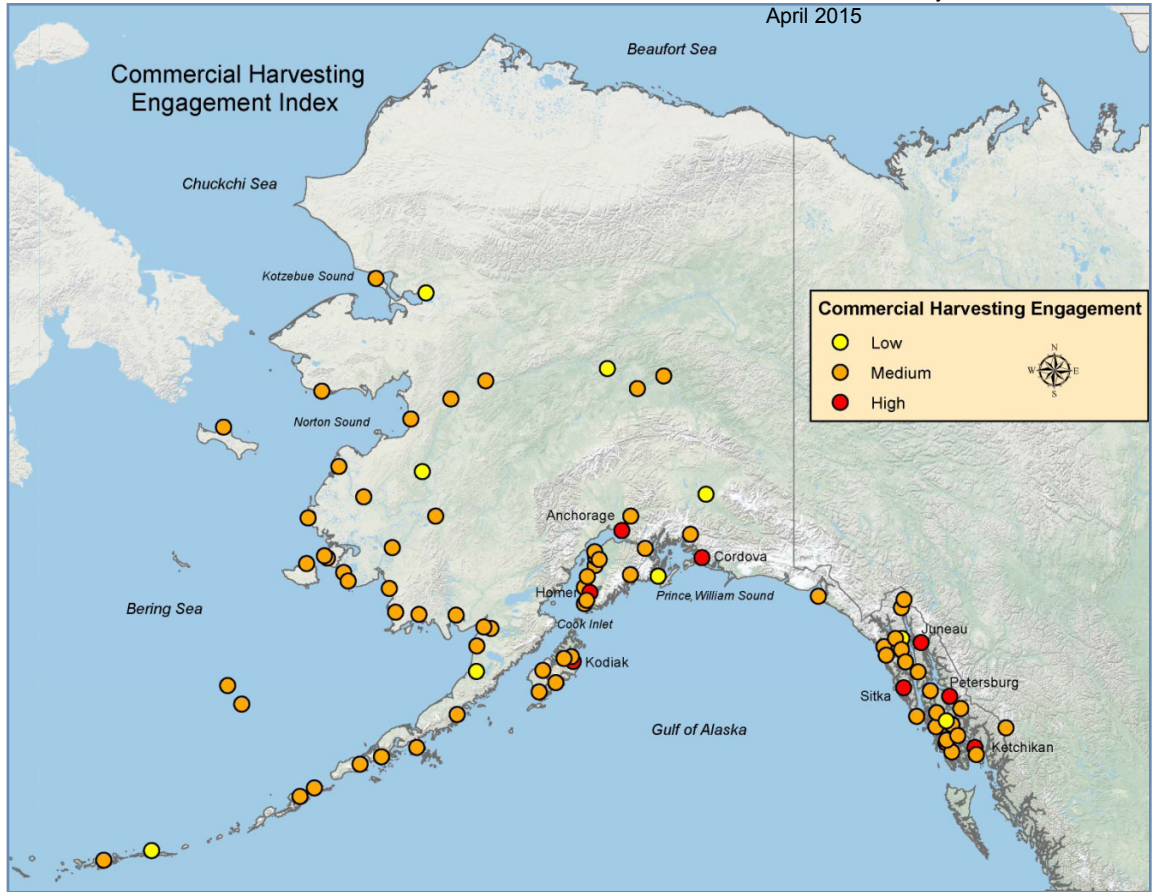 April 2015
Beaufort Sea
Commercial Harvesting
Engagement Index
Chuckchi Sea
Kotzebue Sound
Commercial Harvesting Engagement
Low
Medium
High
N
W
E
S
Norton Sound
Anchorage
Cordova
Homer
Prince William Sound
Bering Sea
Cook Inlet
Juneau
Kodiak
Petersburg
Sitka
Gulf of Alaska
Ketchikan